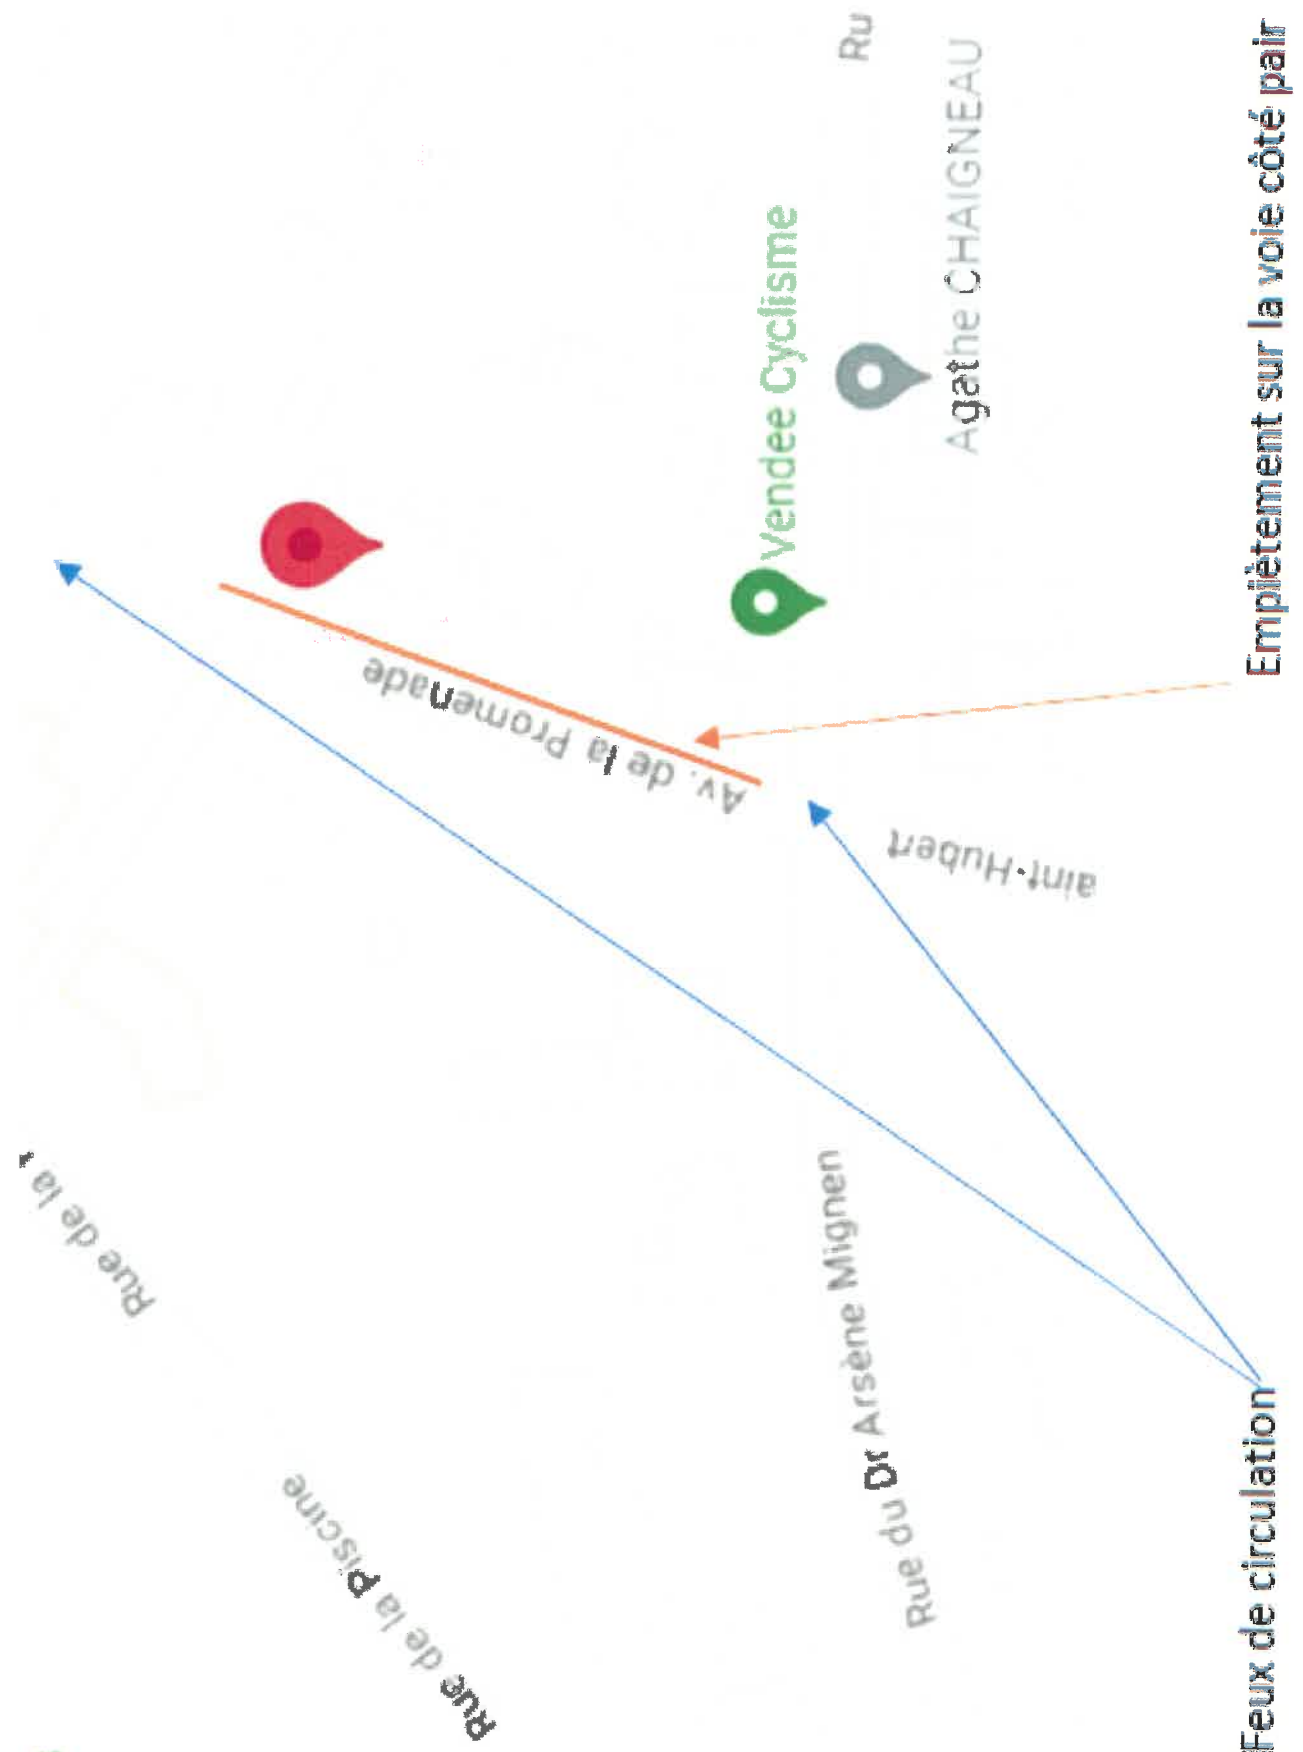 Rue de la
Rue de la Piscine
Av. de la Promenade
Vendee Cyclisme
Ru
Agathe CHAIGNEAU
aint-Hubert
Rue du Dr Arsène Mignen
Feux de circulation
Empiètement sur la voie côté pair